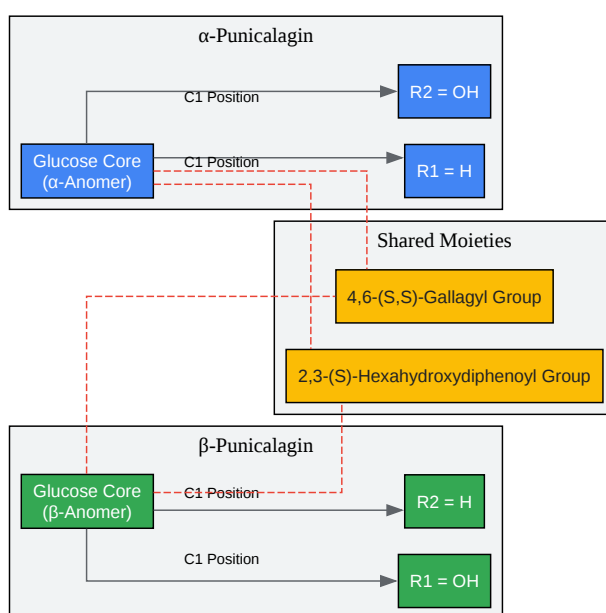 α-Punicalagin
C1 Position
R2 = OH
Glucose Core
(α-Anomer)
C1 Position
R1 = H
Shared Moieties
4,6-(S,S)-Gallagyl Group
2,3-(S)-Hexahydroxydiphenoyl Group
β-Punicalagin
Glucose Core
(β-Anomer)
C1 Position
R2 = H
C1 Position
R1 = OH